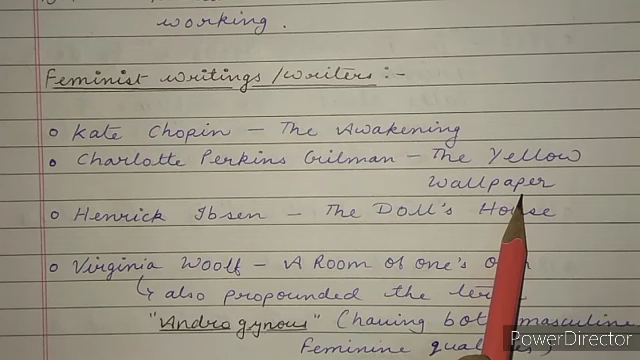 working.
Feminist writings/writers :-
o Kate Chopin - The Awakening
o Charlotte Perkins Gilman - The Yellow
Wallpaper
o Henrick Ibsen - The Doll's House
o Virginia Woolf - A Room of one's
↳ also propounded the
"Androgynous" (having both masculine
Feminine
PowerDirector